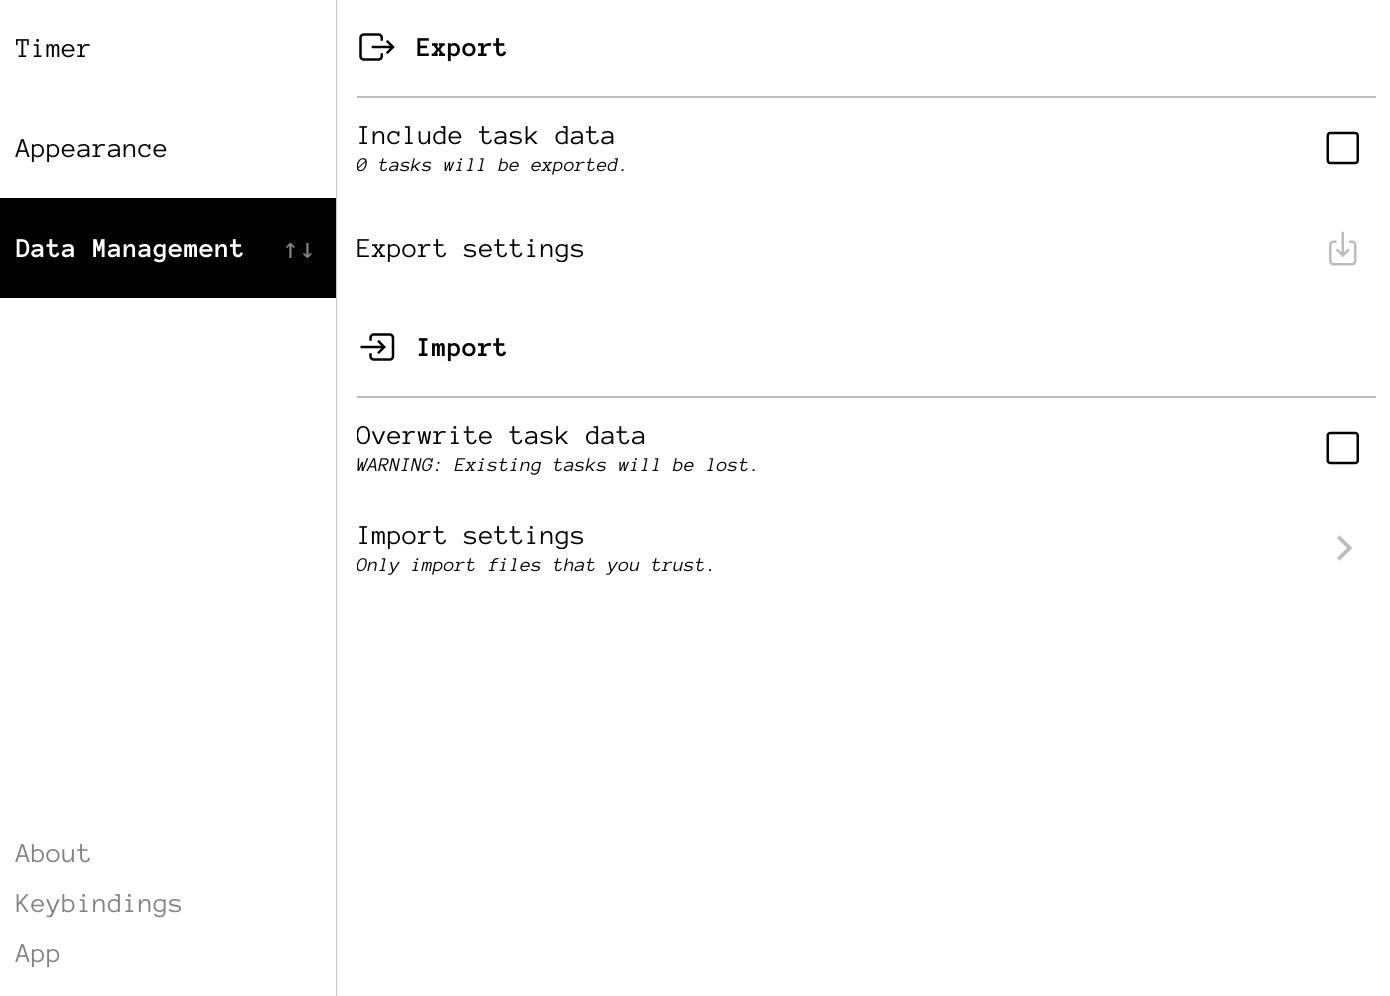 Timer
Appearance
Data Management ↑↓
About
Keybindings
App
Export
Include task data
0 tasks will be exported.
Export settings
Import
Overwrite task data
WARNING: Existing tasks will be lost.
Import settings
Only import files that you trust.